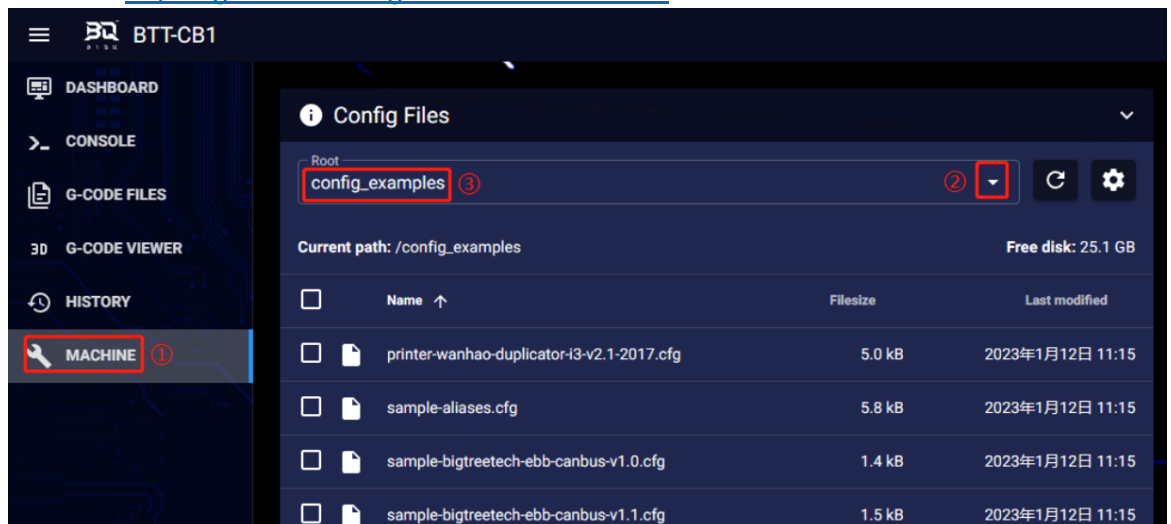 BIQU BTT-CB1
DASHBOARD
CONSOLE
G-CODE FILES
3D G-CODE VIEWER
HISTORY
MACHINE ①
Config Files
Root
config_examples ③ ②
Current path: /config_examples Free disk: 25.1 GB
Name Filesize Last modified
printer-wanhao-duplicator-i3-v2.1-2017.cfg 5.0 kB 2023年1月12日 11:15
sample-aliases.cfg 5.8 kB 2023年1月12日 11:15
sample-bigtreetech-ebb-canbus-v1.0.cfg 1.4 kB 2023年1月12日 11:15
sample-bigtreetech-ebb-canbus-v1.1.cfg 1.5 kB 2023年1月12日 11:15